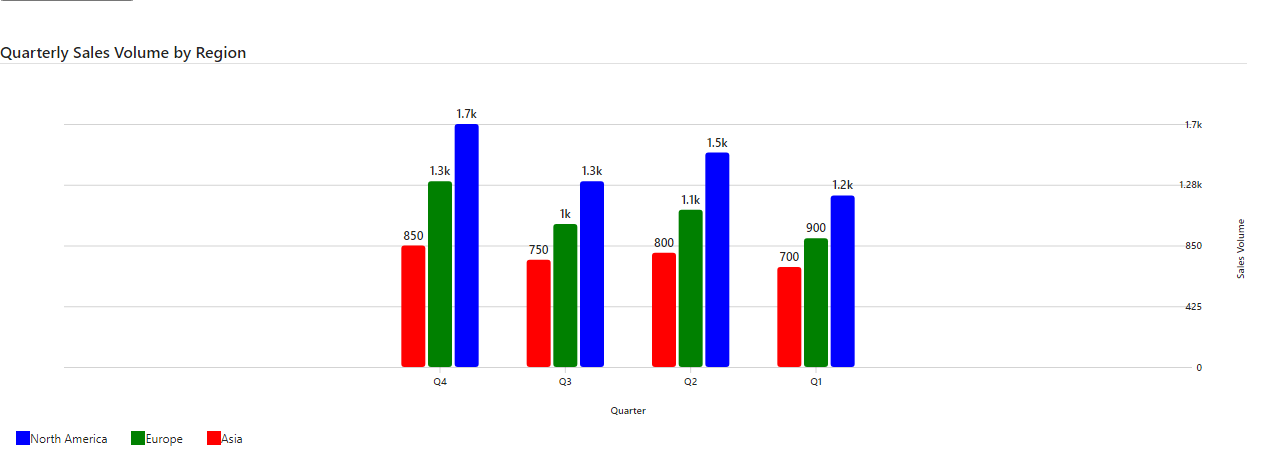 Quarterly Sales Volume by Region
1.7k
1.7k
1.5k
1.3k
1.3k
1.28k
1.2k
1.1k
1k
900
850
850
800
750
700
425
0
Q4
Q3
Q2
Q1
Sales Volume
Quarter
North America
Europe
Asia